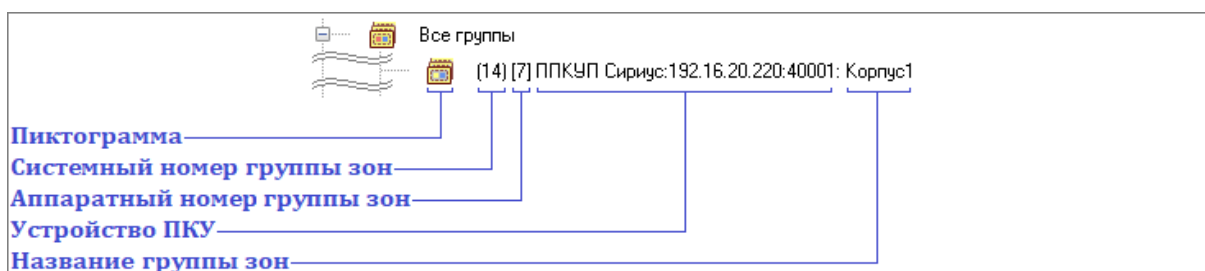 Все группы
(14) [7] ППКУП Сириус:192.16.20.220:40001: Корпус1
Пиктограмма
Системный номер группы зон
Аппаратный номер группы зон
Устройство ПКУ
Название группы зон